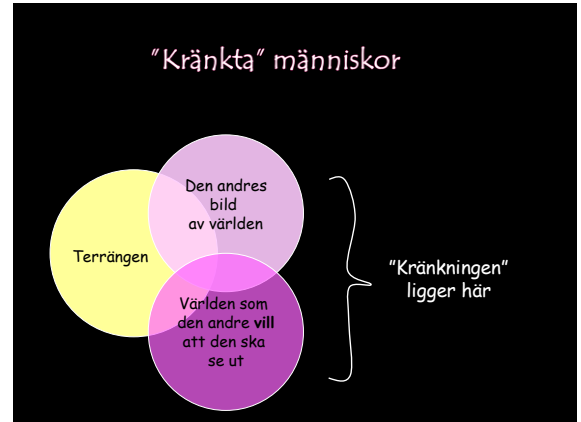 "Kränkta" människor
Den andres
bild
av världen
Terrängen
"Kränkningen"
ligger här
Världen som
den andre vill
att den ska
se ut